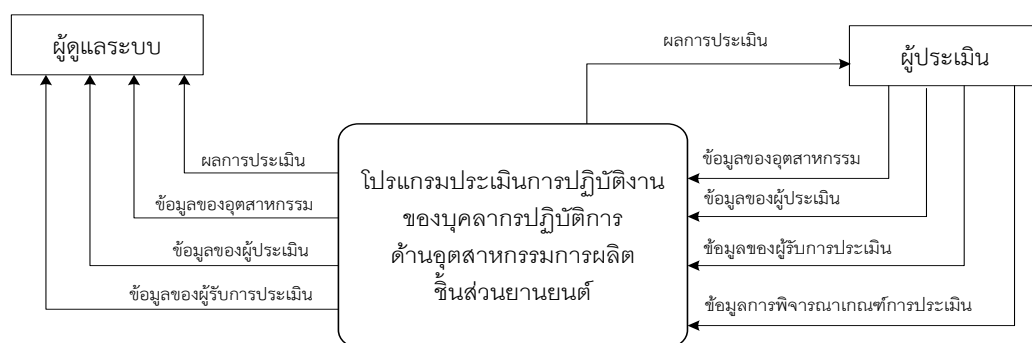 ผู้ดูแลระบบ
ผลการประเมิน
ผู้ประเมิน
ผลการประเมิน
ข้อมูลของอุตสาหกรรม
ข้อมูลของผู้ประเมิน
ข้อมูลของผู้รับการประเมิน
โปรแกรมประเมินการปฏิบัติงาน
ของบุคลากรปฏิบัติการ
ด้านอุตสาหกรรมการผลิต
ชิ้นส่วนยานยนต์
ข้อมูลของอุตสาหกรรม
ข้อมูลของผู้ประเมิน
ข้อมูลของผู้รับการประเมิน
ข้อมูลการพิจารณาเกณฑ์การประเมิน